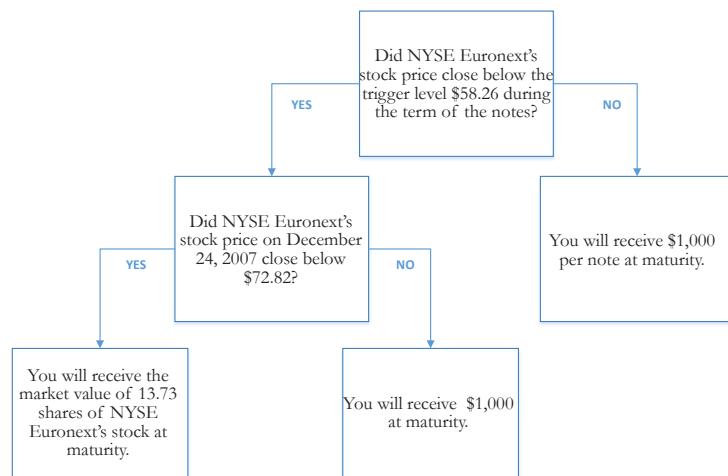 Did NYSE Euronext's
stock price close below the
trigger level $58.26 during
the term of the notes?
YES
NO
Did NYSE Euronext's
stock price on December
24, 2007 close below
$72.82?
You will receive $1,000
per note at maturity.
YES
NO
You will receive the
market value of 13.73
shares of NYSE
Euronext's stock at
maturity.
You will receive $1,000
at maturity.